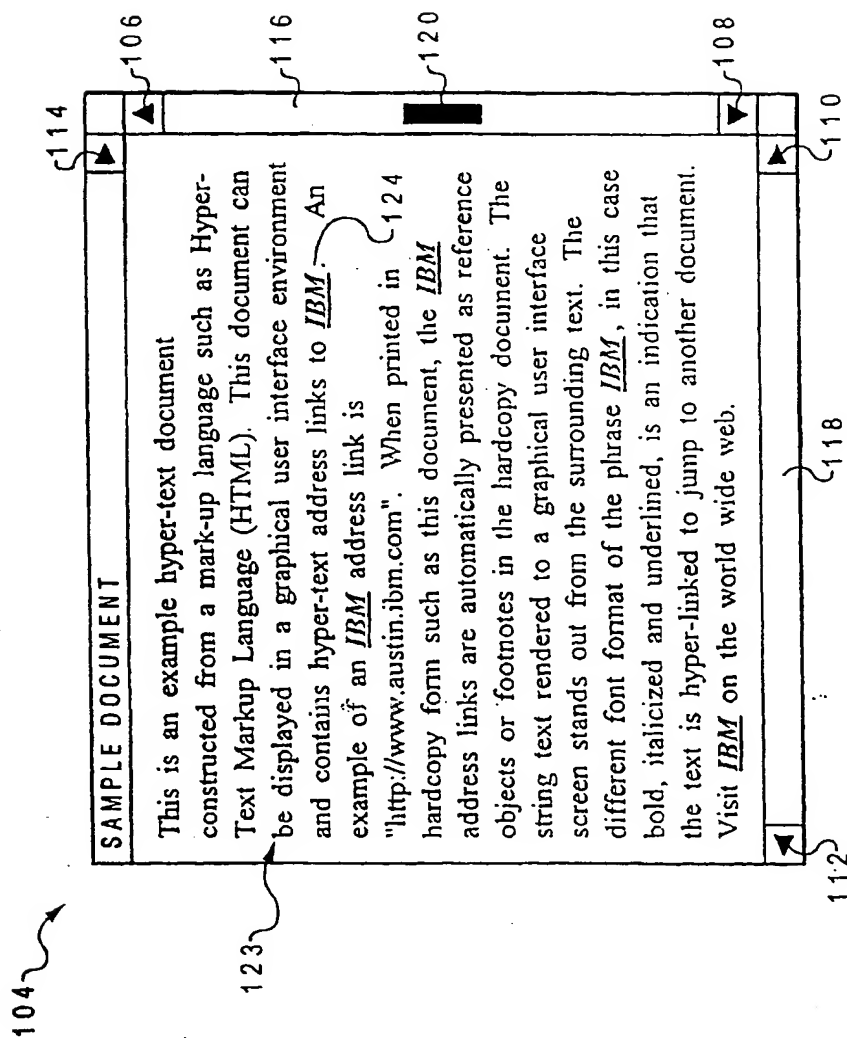 104
114
106
SAMPLE DOCUMENT
116
120
This is an example hyper-text document
constructed from a mark-up language such as Hyper-
Text Markup Language (HTML). This document can
be displayed in a graphical user interface environment
and contains hyper-text address links to IBM. An
example of an IBM address link is
"http://www.austin.ibm.com". When printed in
hardcopy form such as this document, the IBM
address links are automatically presented as reference
objects or footnotes in the hardcopy document. The
string text rendered to a graphical user interface
screen stands out from the surrounding text. The
different font format of the phrase IBM, in this case
bold, italicized and underlined, is an indication that
the text is hyper-linked to jump to another document.
Visit IBM on the world wide web.
123
124
108
110
112
118